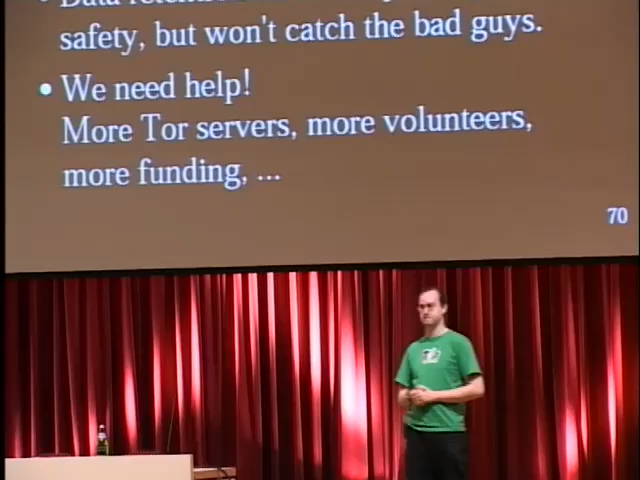 safety, but won't catch the bad guys.
• We need help!
More Tor servers, more volunteers,
more funding, ...
70